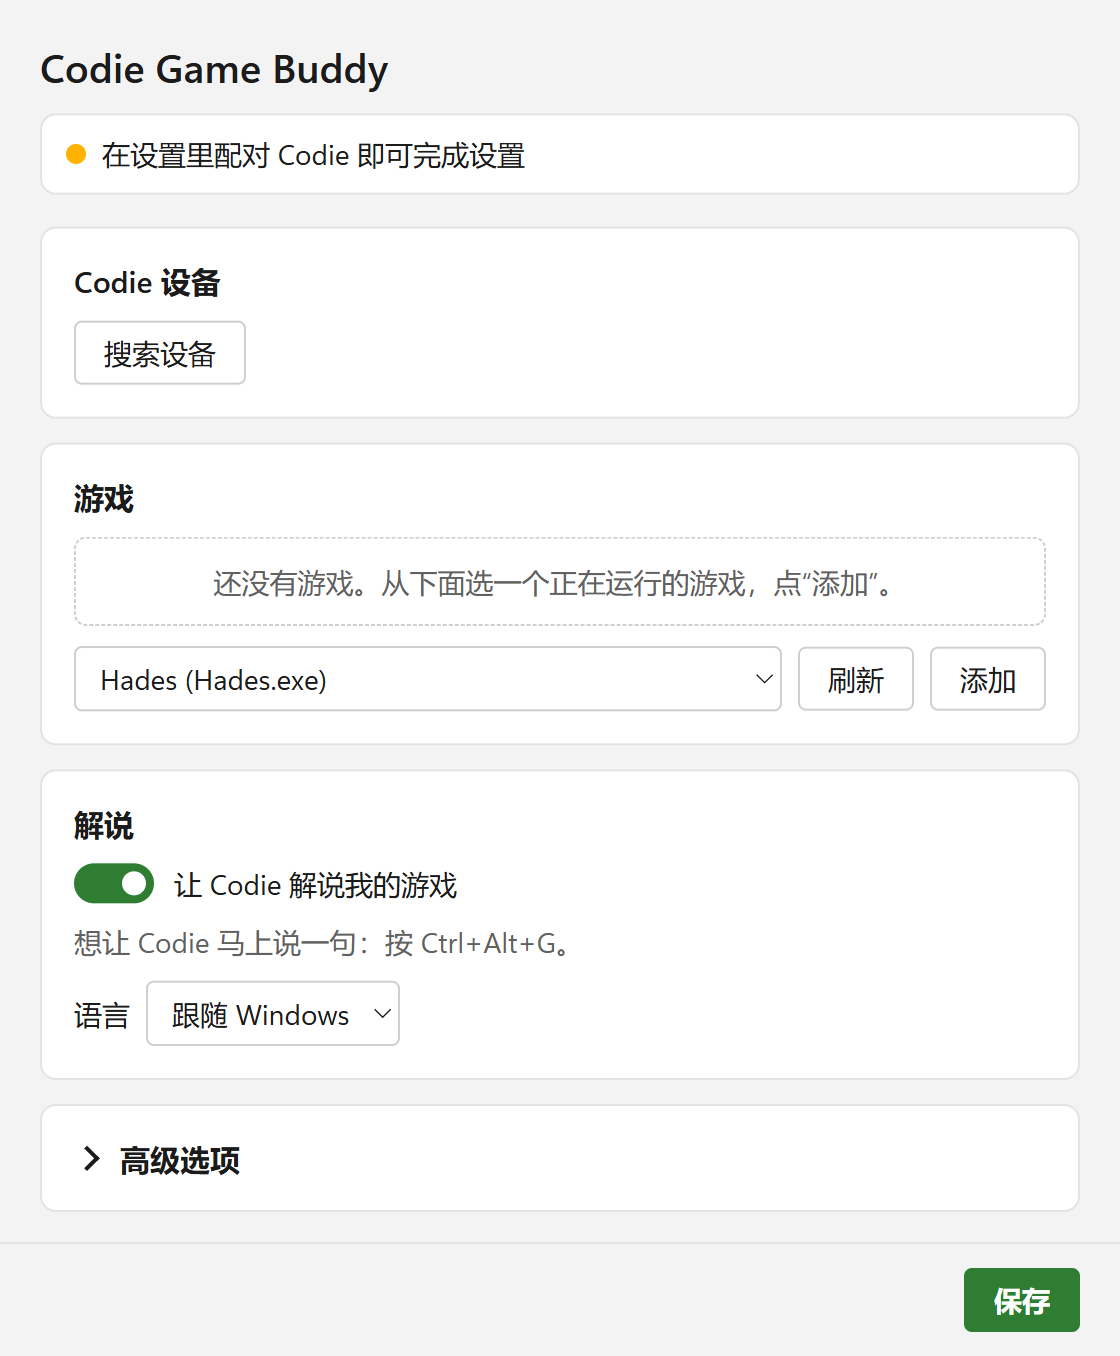 Codie Game Buddy
在设置里配对 Codie 即可完成设置
Codie 设备
搜索设备
游戏
还没有游戏。从下面选一个正在运行的游戏，点“添加”。
Hades (Hades.exe)
刷新
添加
解说
让 Codie 解说我的游戏
想让 Codie 马上说一句：按 Ctrl+Alt+G。
语言
跟随 Windows
高级选项
保存